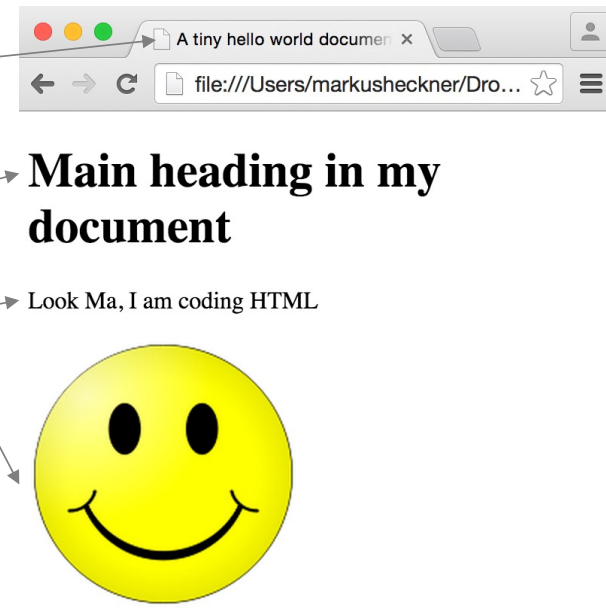 A tiny hello world documen
file:///Users/markusheckner/Dro...
Main heading in my
document
Look Ma, I am coding HTML